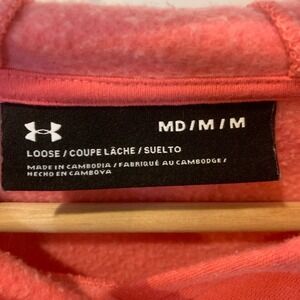 MD / M / M
LOOSE / COUPE LÂCHE / SUELTO
MADE IN CAMBODIA / FABRIQUÉ AU CAMBODGE /
HECHO EN CAMBOYA